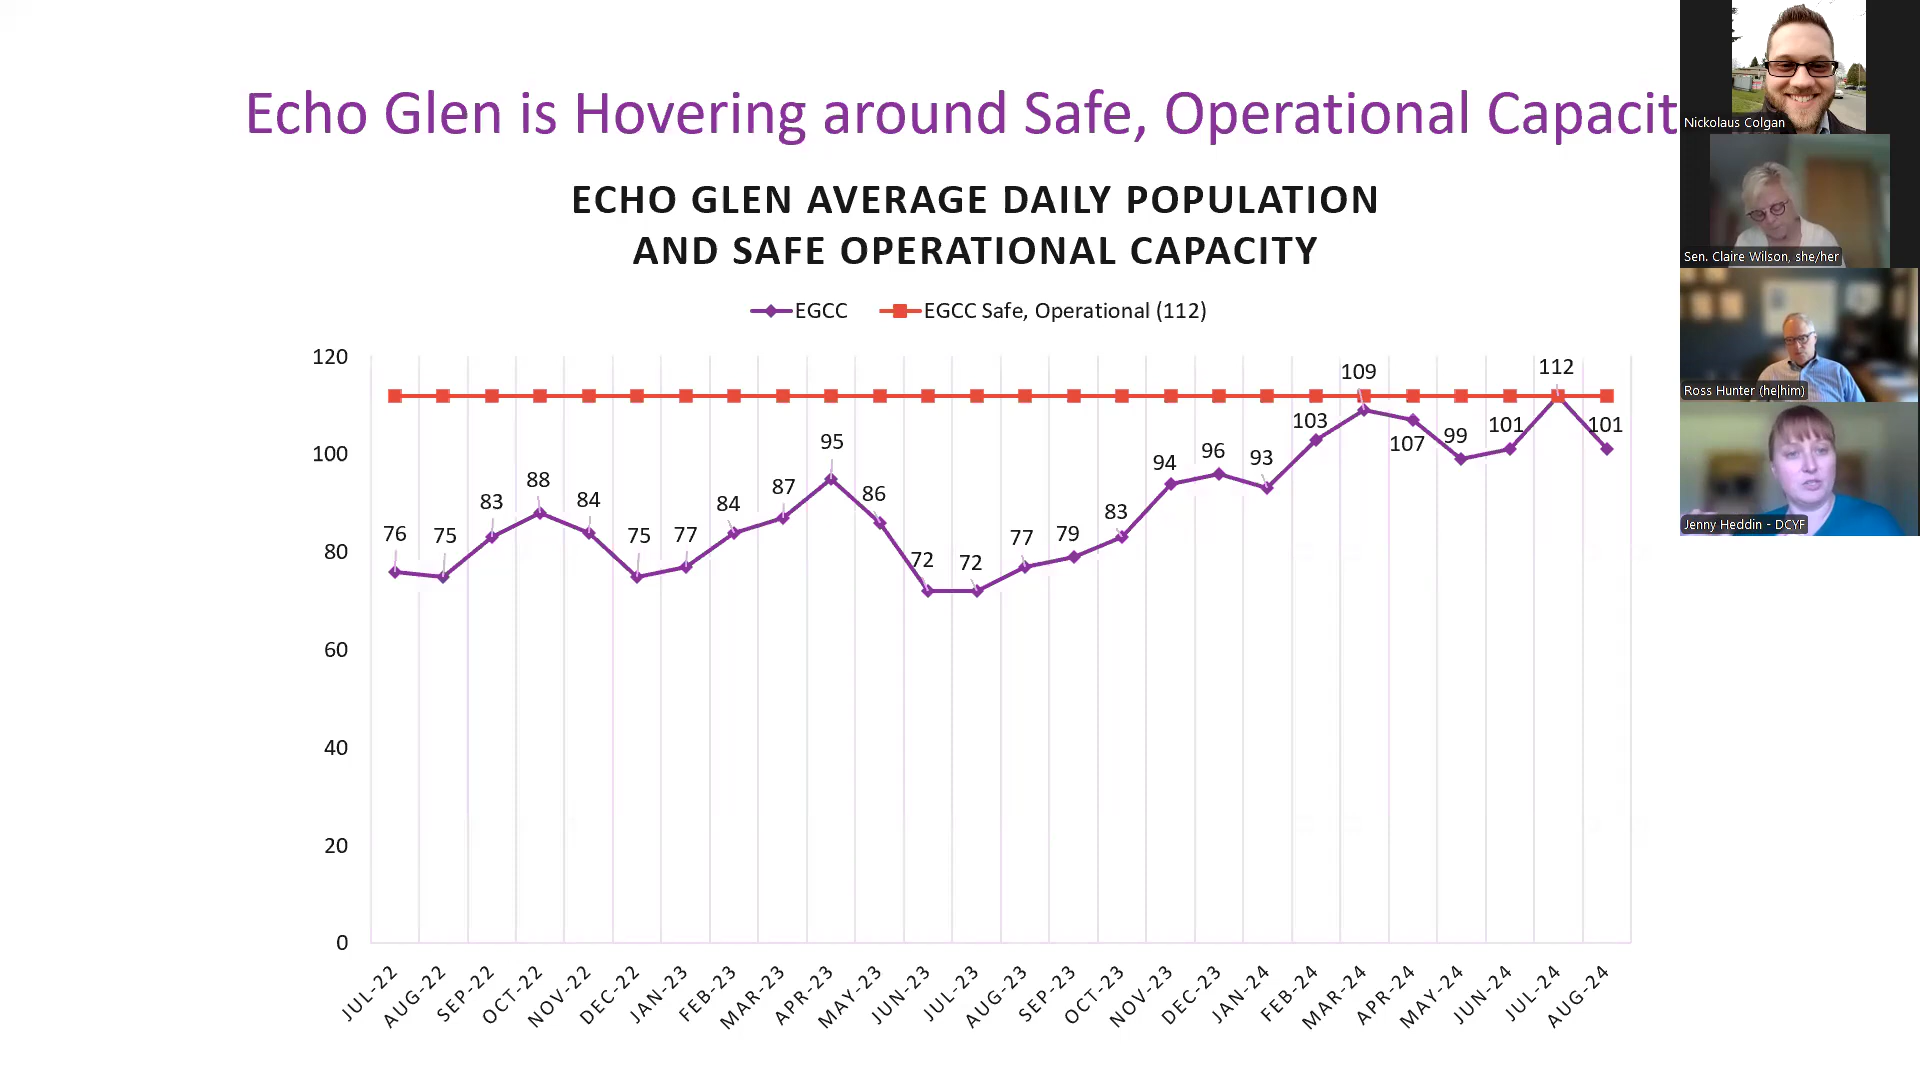 Echo Glen is Hovering around Safe, Operational Capacit
ECHO GLEN AVERAGE DAILY POPULATION
AND SAFE OPERATIONAL CAPACITY
EGCC
EGCC Safe, Operational (112)
120
100
80
60
40
20
0
76
75
83
88
84
75
77
84
87
95
86
72
72
77
79
83
94
96
93
103
109
107
99
101
112
101
JUL-22
AUG-22
SEP-22
OCT-22
NOV-22
DEC-22
JAN-23
FEB-23
MAR-23
APR-23
MAY-23
JUN-23
JUL-23
AUG-23
SEP-23
OCT-23
NOV-23
DEC-23
JAN-24
FEB-24
MAR-24
APR-24
MAY-24
JUN-24
JUL-24
AUG-24
Nickolaus Colgan
Sen. Claire Wilson, she/her
Ross Hunter (he|him)
Jenny Heddin - DCYF